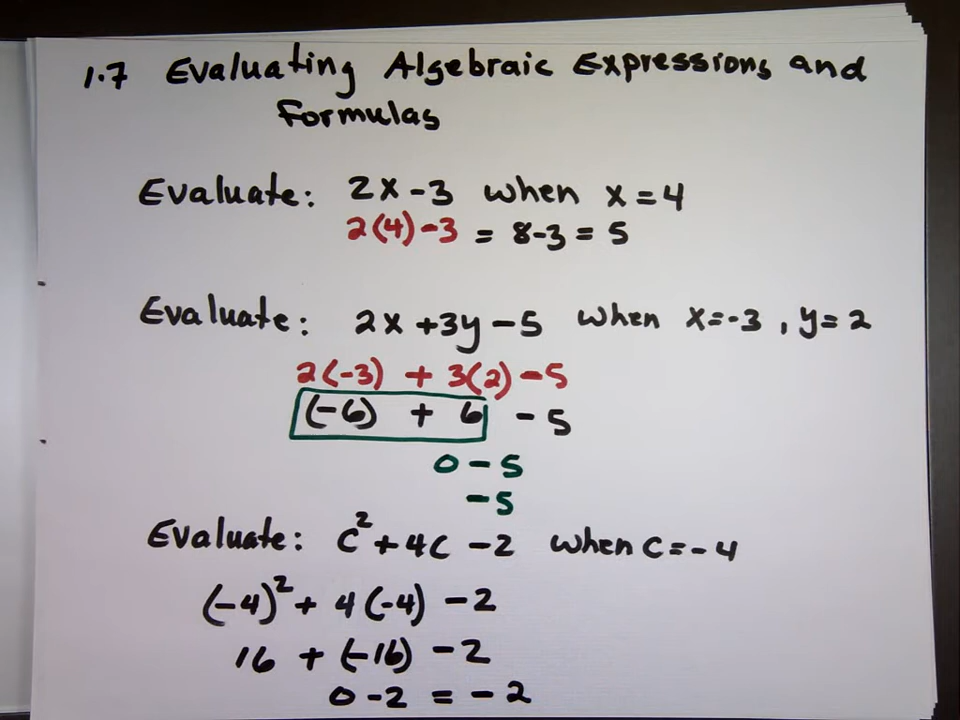 1.7 Evaluating Algebraic Expressions and
Formulas
Evaluate: 2x -3 when x=4
2(4)-3 = 8-3 = 5
Evaluate: 2x +3y -5 when x=-3, y=2
2(-3) + 3(2) -5
(-6) + 6 -5
0 - 5
-5
Evaluate: c²+4c -2 when c=-4
(-4)² + 4(-4) -2
16 + (-16) -2
0 -2 = -2